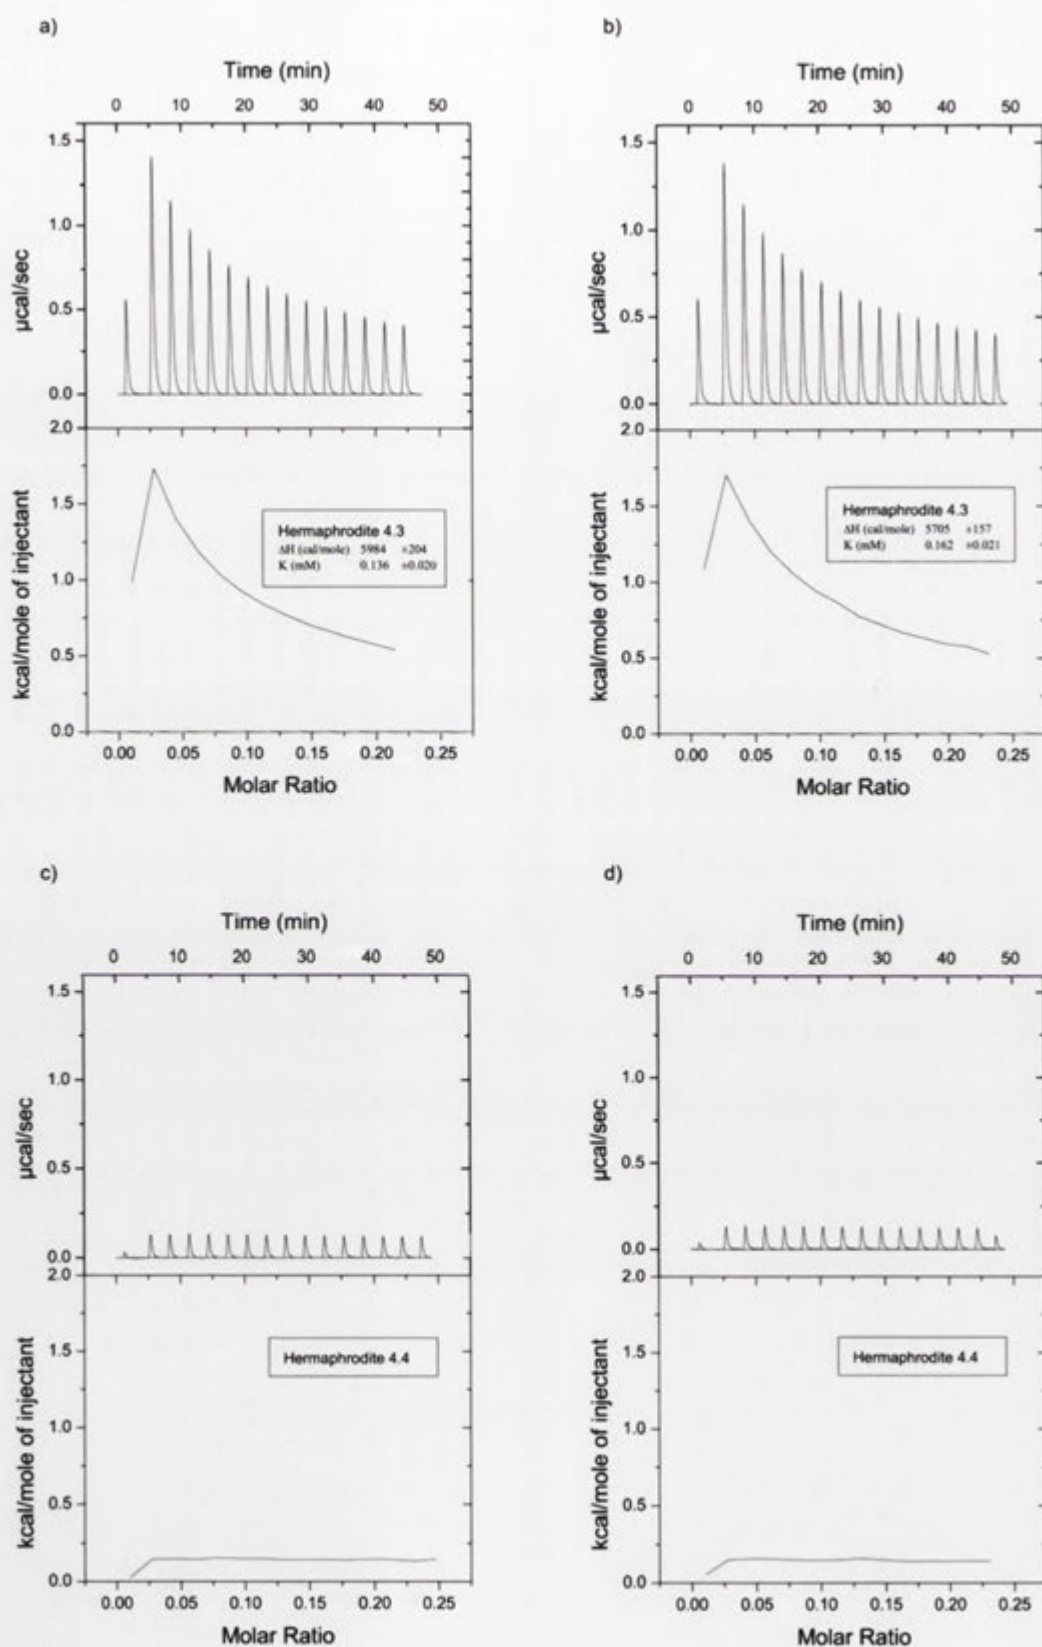 a)
Time (min)
0 10 20 30 40 50
1.5
1.0
0.5
0.0
µcal/sec
2.0
1.5
1.0
0.5
0.0
kcal/mole of injectant
Hermaphrodite 4.3
ΔH (cal/mole) 5984 ±204
K (mM) 0.136 ±0.020
0.00 0.05 0.10 0.15 0.20 0.25
Molar Ratio
b)
Time (min)
0 10 20 30 40 50
1.5
1.0
0.5
0.0
µcal/sec
2.0
1.5
1.0
0.5
0.0
kcal/mole of injectant
Hermaphrodite 4.3
ΔH (cal/mole) 5705 ±157
K (mM) 0.162 ±0.021
0.00 0.05 0.10 0.15 0.20 0.25
Molar Ratio
c)
Time (min)
0 10 20 30 40 50
1.5
1.0
0.5
0.0
µcal/sec
2.0
1.5
1.0
0.5
0.0
kcal/mole of injectant
Hermaphrodite 4.4
0.00 0.05 0.10 0.15 0.20 0.25
Molar Ratio
d)
Time (min)
0 10 20 30 40 50
1.5
1.0
0.5
0.0
µcal/sec
2.0
1.5
1.0
0.5
0.0
kcal/mole of injectant
Hermaphrodite 4.4
0.00 0.05 0.10 0.15 0.20 0.25
Molar Ratio